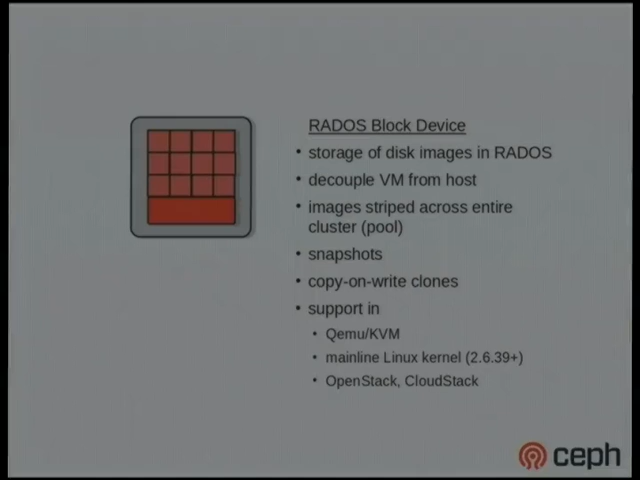 RADOS Block Device
• storage of disk images in RADOS
• decouple VM from host
• images striped across entire
cluster (pool)
• snapshots
• copy-on-write clones
• support in
• Qemu/KVM
• mainline Linux kernel (2.6.39+)
• OpenStack, CloudStack
ceph